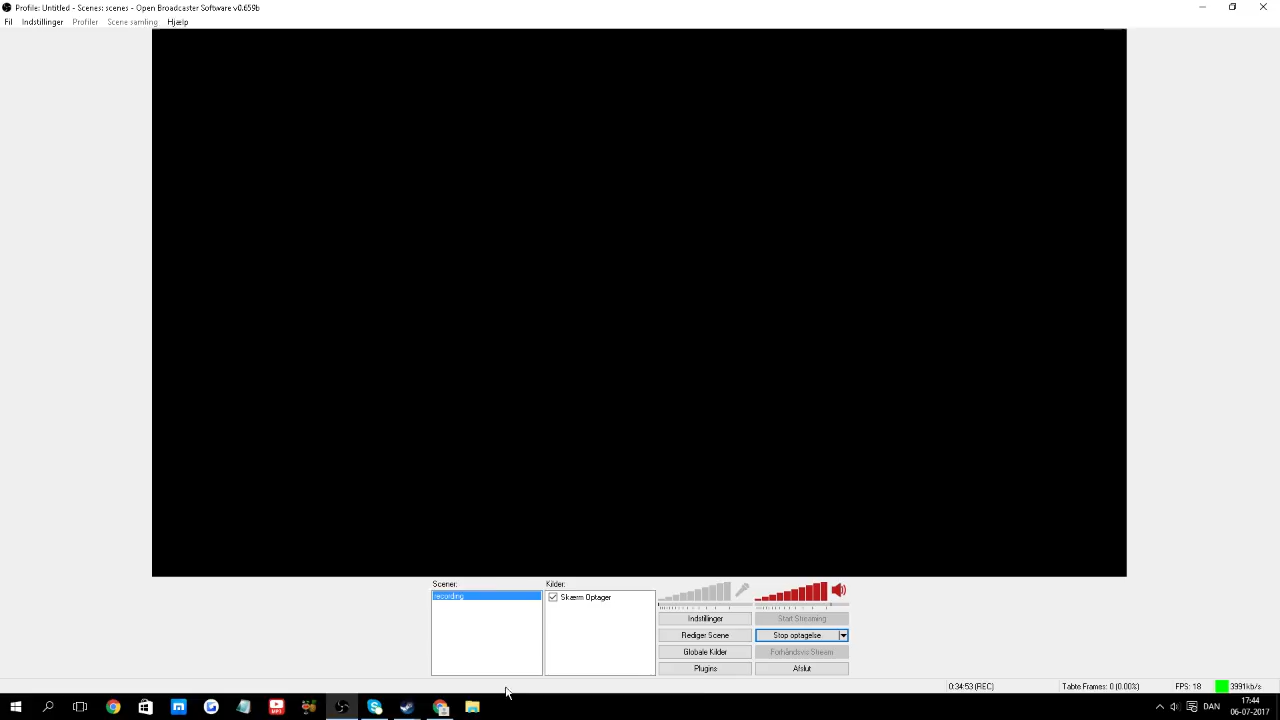 Profile: Untitled - Scenes: scenes - Open Broadcaster Software v0.659b
Fil Indstillinger Profiler Scene samling Hjælp
Scener: Kilder:
recording
Skærm Optager
Indstillinger Start Streaming
Rediger Scene Stop optagelse
Globale Kilder Forhåndsvis Stream
Plugins Afslut
0:34:53 (REC) Tabte Frames: 0 (0.00%) FPS: 18 3991kb/s
MP3
DAN
17:44
06-07-2017